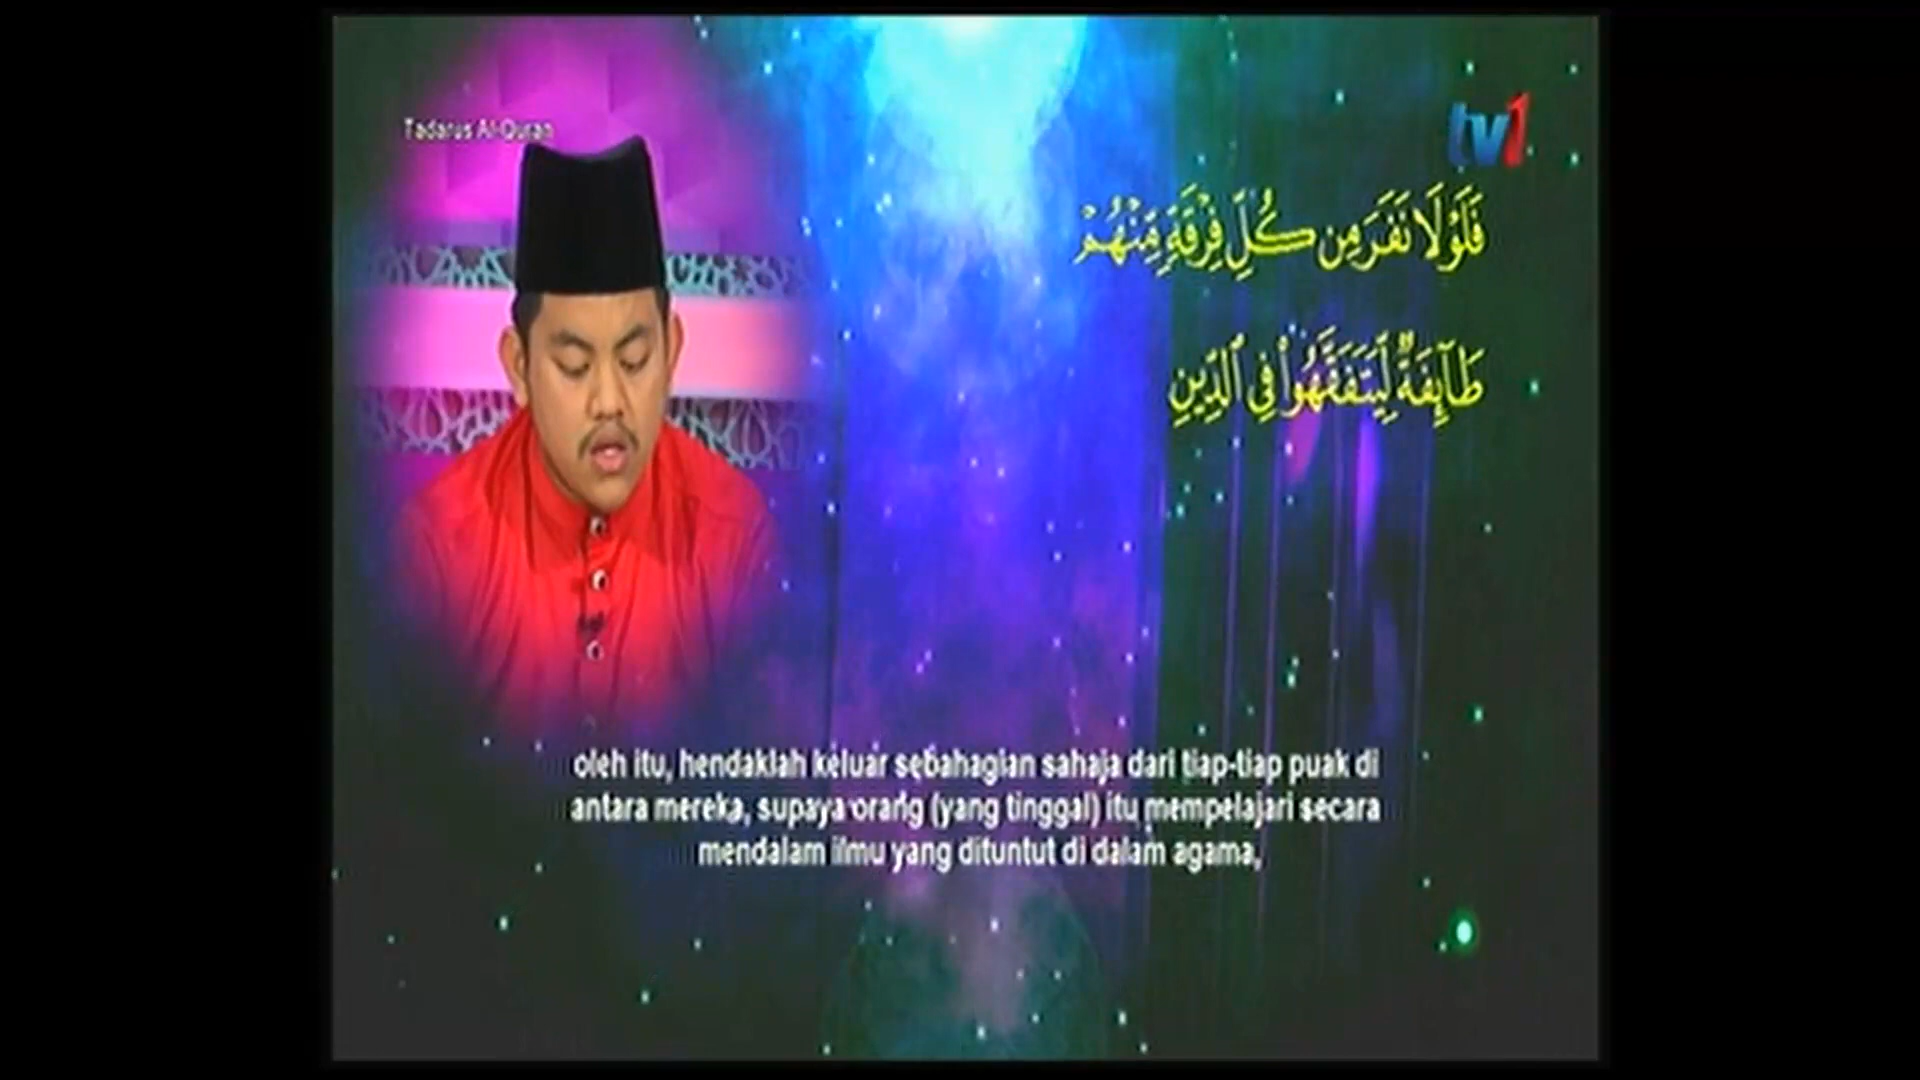 Tadarus Al-Quran
tv1
فَلَوْلَا نَفَرَ مِن كُلِّ فِرْقَةٍ مِّنْهُمْ
طَآئِفَةٌ لِّيَتَفَقَّهُوا۟ فِى ٱلدِّينِ
oleh itu, hendaklah keluar sebahagian sahaja dari tiap-tiap puak di
antara mereka, supaya orang (yang tinggal) itu mempelajari secara
mendalam ilmu yang dituntut di dalam agama,